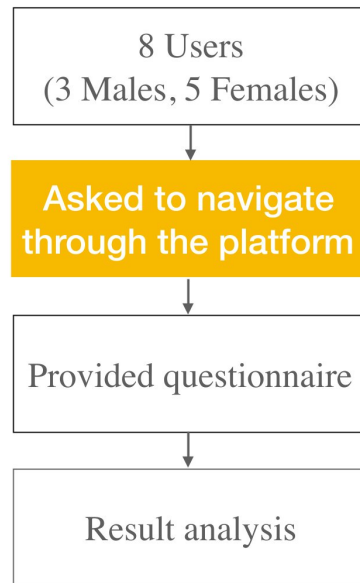 8 Users
(3 Males, 5 Females)
Asked to navigate
through the platform
Provided questionnaire
Result analysis